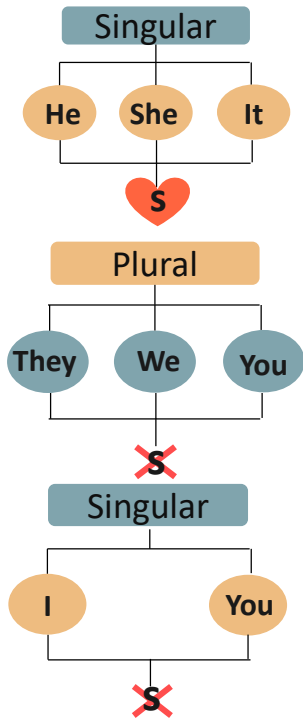 Singular
He She It
s
Plural
They We You
S
Singular
I You
S